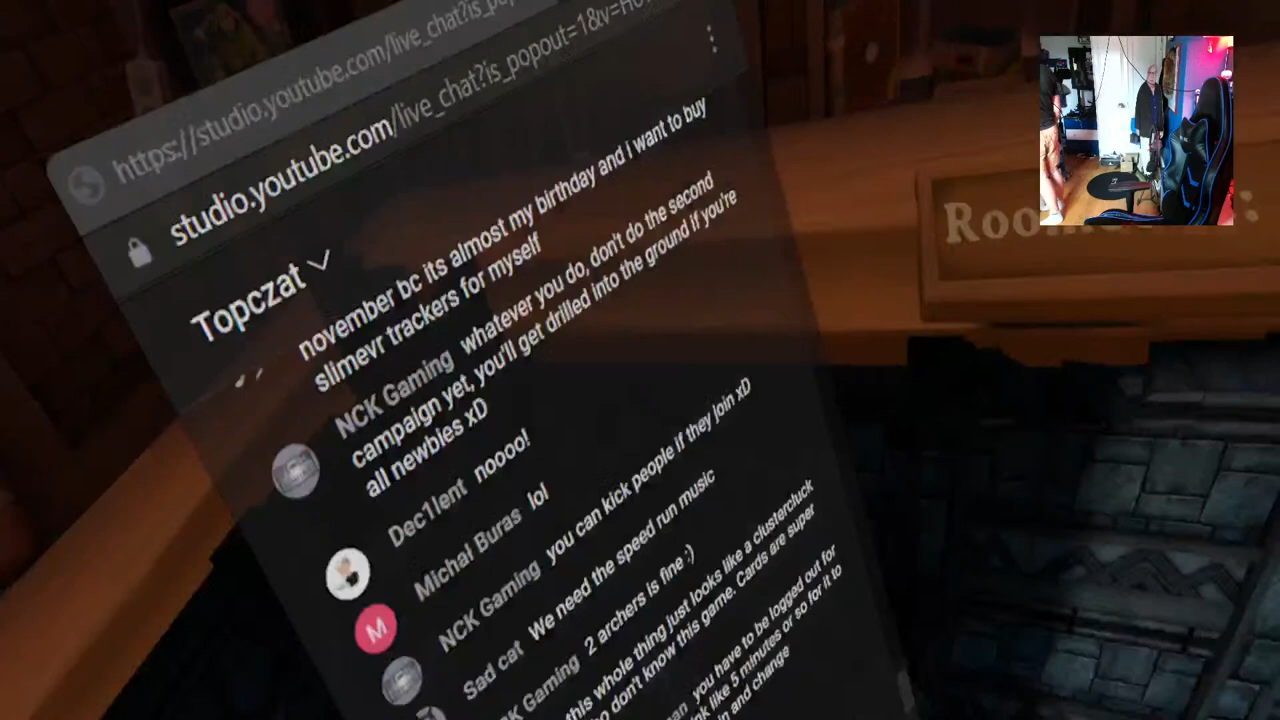 https://studio.youtube.com/live_chat?is_po
studio.youtube.com/live_chat?is_popout=1&v=
Topczat
november bc its almost my birthday and i want to buy
slimevr trackers for myself
NCK Gaming whatever you do, don't do the second
campaign yet, you'll get drilled into the ground if you're
all newbies xD
Dec1lent noooo!
Michał Buras lol
M
NCK Gaming you can kick people if they join xD
Sad cat We need the speed run music
Gaming 2 archers is fine :)
this whole thing just looks like a clustercluck
don't know this game. Cards are super
you have to be logged out for
like 5 minutes or so for it to
and change